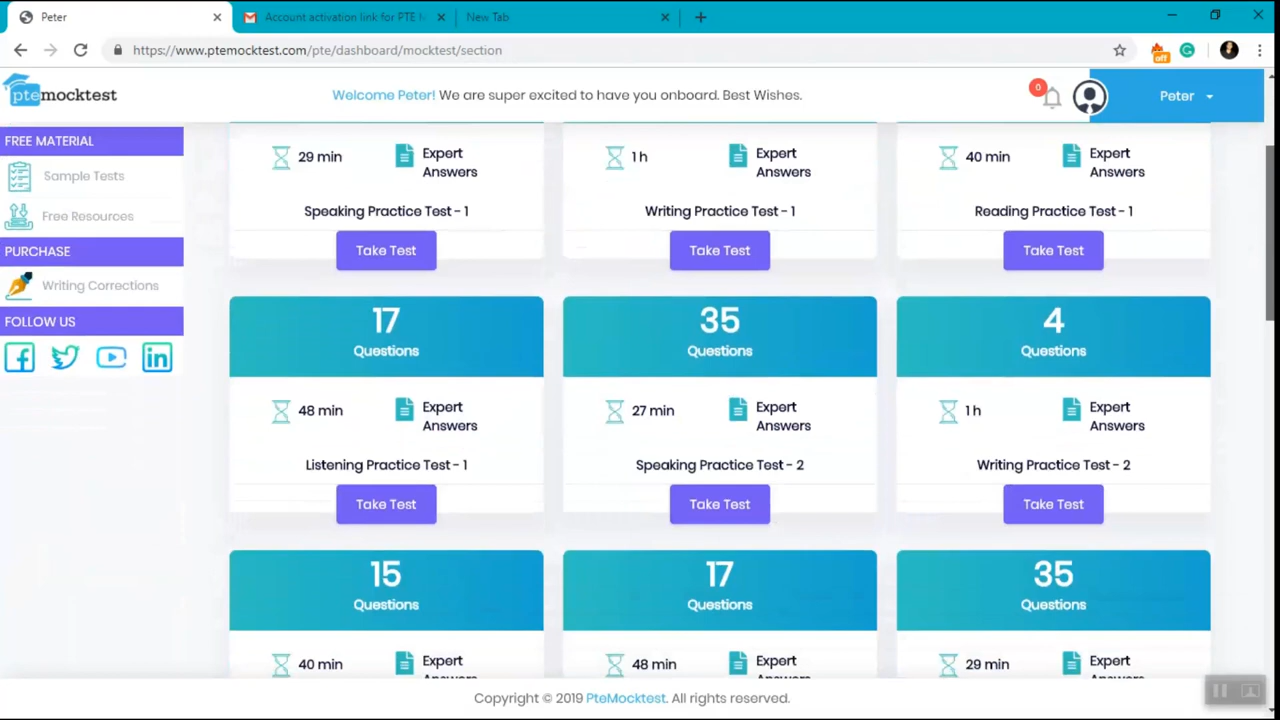 Peter
Account activation link for PTE M
New Tab
https://www.ptemocktest.com/pte/dashboard/mocktest/section
off
ptemocktest
Welcome Peter! We are super excited to have you onboard. Best Wishes.
0
Peter
FREE MATERIAL
Sample Tests
Free Resources
PURCHASE
Writing Corrections
FOLLOW US
29 min
Expert
Answers
Speaking Practice Test - 1
Take Test
1 h
Expert
Answers
Writing Practice Test - 1
Take Test
40 min
Expert
Answers
Reading Practice Test - 1
Take Test
17
Questions
48 min
Expert
Answers
Listening Practice Test - 1
Take Test
35
Questions
27 min
Expert
Answers
Speaking Practice Test - 2
Take Test
4
Questions
1 h
Expert
Answers
Writing Practice Test - 2
Take Test
15
Questions
40 min
Expert
Answers
17
Questions
48 min
Expert
Answers
35
Questions
29 min
Expert
Answers
Copyright © 2019 PteMocktest. All rights reserved.